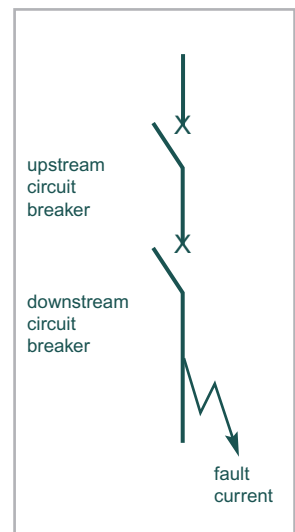 upstream
circuit
breaker
downstream
circuit
breaker
fault
current